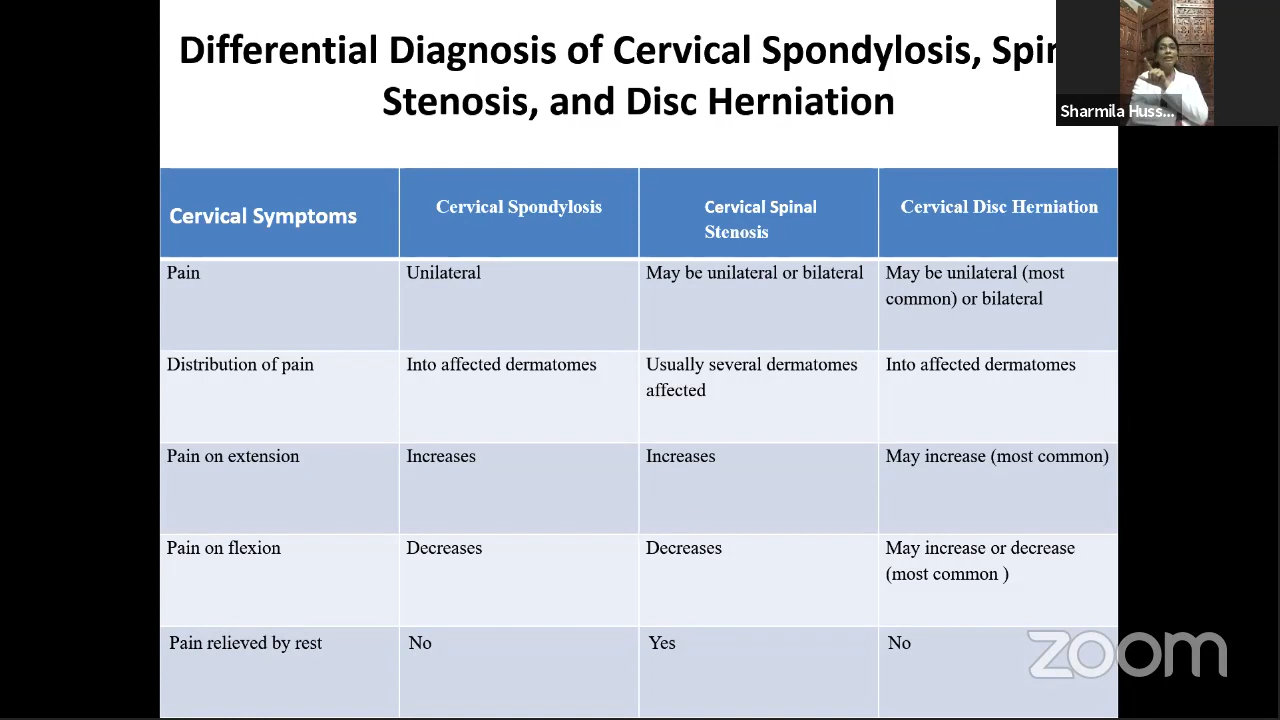 Differential Diagnosis of Cervical Spondylosis,
Stenosis, and Disc Herniation
Sharmila Huss...
Cervical Symptoms
Cervical Spondylosis
Cervical Spinal
Stenosis
Cervical Disc Herniation
Pain
Unilateral
May be unilateral or bilateral
May be unilateral (most
common) or bilateral
Distribution of pain
Into affected dermatomes
Usually several dermatomes
affected
Into affected dermatomes
Pain on extension
Increases
Increases
May increase (most common)
Pain on flexion
Decreases
Decreases
May increase or decrease
(most common )
Pain relieved by rest
No
Yes
No
zoom